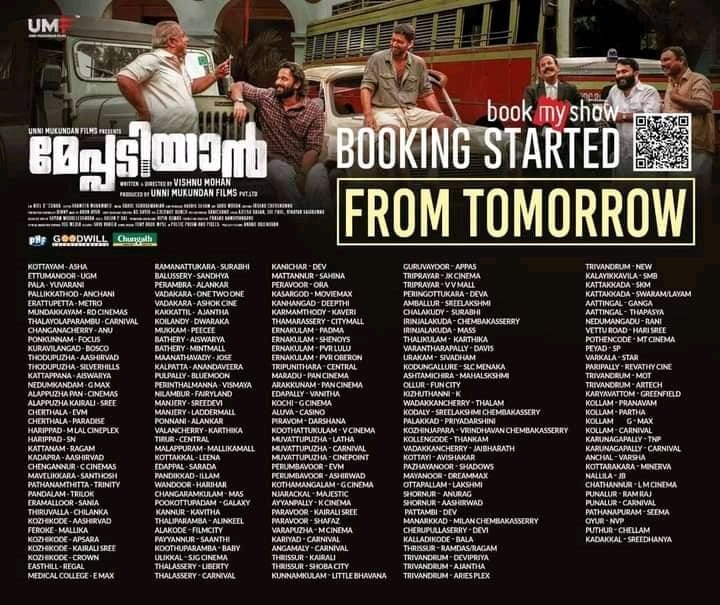 UMF
UNNI MUKUNDAN FILMS
UNNI MUKUNDAN FILMS PRESENTS
മേപ്പടിയാൻ
WRITTEN & DIRECTED BY VISHNU MOHAN
PRODUCED BY UNNI MUKUNDAN FILMS PVT.LTD
book my show
BOOKING STARTED
FROM TOMORROW
PHF
GOODWILL
ENTERTAINMENTS
Chungath
KOTTAYAM - ASHA
ETTUMANOOR - UGM
PALA - YUVARANI
PALLIKKATHOD - ANCHANI
ERATTUPETTA - METRO
MUNDAKKAYAM - RD CINEMAS
THALAYOLAPARAMBU - CARNIVAL
CHANGANCHERRY - ANU
PONKUNNAM - FOCUS
KURAVILANGAD - BOSCO
THODUPUZHA - AASHIRVAD
THODUPUZHA - SILVERHILLS
KATTAPPANA - AISWARYA
NEDUMKANDAM - G MAX
ALAPPUZHA PAN - CINEMAS
ALAPPUZHA KAIRALI - SREE
CHERTHALA - EVM
CHERTHALA - PARADISE
HARIPPAD - M LAL CINEPLEX
HARIPPAD - SN
KATTANAM - RAGAM
KADAPRA - AASHIRVAD
CHENGANNUR - C CINEMAS
MAVELIKKARA - SANTHOSH
PATHANAMTHITTA - TRINITY
PANDALAM - TRILOK
ERAMALLOOR - SANIA
THIRUVALLA - CHILANKA
KOZHIKODE - AASHIRVAD
FEROKE - MALLIKA
KOZHIKODE - APSARA
KOZHIKODE - KAIRALI SREE
KOZHIKODE - CROWN
EASTHILL - REGAL
MEDICAL COLLEGE - E MAX
RAMANATTUKARA - SURABHI
BALUSSERY - SANDHYA
PERAMBRA - ALANKAR
VADAKARA - ONE TWO ONE
VADAKARA - ASHOK CINE
KAKKATTIL - AJANTHA
KOILANDY - DWARAKA
MUKKAM - PEECEE
BATHERY - AISWARYA
BATHERY - MINTMALL
MAANATHAVADY - JOSE
KALPATTA - ANANDAVEERA
PULPALLY - BLUEMOON
PERINTHALMANNA - VISMAYA
NILAMBUR - FAIRYLAND
MANJERY - SREEDEVI
MANJERY - LADDERMALL
PONNANI - ALANKAR
VALANCHERY - KARTHIKA
TIRUR - CENTRAL
MALAPPURAM - MALLIKAMALL
KOTTAKKAL - LEENA
EDAPPAL - SARADA
PANDIKKAD - ILLAM
WANDOOR - HARIHAR
CHANGARAMKULAM - MAS
POOKOTTUPADAM - GALAXY
KANNUR - KAVITHA
THALIPARAMBA - ALINKEEL
ALAKODE - FILMCITY
PAYYANNUR - SAANTHI
KOOTHUPARAMBA - BABY
ULIKKAL - SJG CINEMA
THALASSERY - LIBERTY
THALASSERY - CARNIVAL
KANICHAR - DEV
MATTANNUR - SAHINA
PERAVOOR - ORA
KASARGOD - MOVIEMAX
KANHANGAD - DEEPTHI
KARMAMTHODY - KAVERI
THAMARASSERY - CITYMALL
ERNAKULAM - PADMA
ERNAKULAM - SHENOYS
ERNAKULAM - PVR LULU
ERNAKULAM - PVR OBERON
TRIPUNITHURA - CENTRAL
MARADU - PAN CINEMA
ARAKKUNAM - PAN CINEMA
EDAPALLY - VANITHA
KOCHI - G CINEMA
ALUVA - CASINO
PIRAVOM - DARSHANA
KOOTHATTUKULAM - V CINEMA
MUVATTUPUZHA - LATHA
MUVATTUPUZHA - CARNIVAL
MUVATTUPUZHA - CINEPOINT
PERUMBAVOOR - EVM
PERUMBAVOOR - ASHIRWAD
KOTHAMANGALAM - G CINEMA
NJARACKAL - MAJESTIC
AYYANPALLY - K CINEMA
PARAVOOR - KAIRALI SREE
PARAVOOR - SHAFAZ
VARAPUZHA - M CINEMA
KARIYAD - CARNIVAL
ANGAMALY - CARNIVAL
THRISSUR - KAIRALI
THRISSUR - SHOBA CITY
KUNNAMKULAM - LITTLE BHAVANA
GURUVAYOOR - APPAS
TRIPRAYAR - JK CINEMA
TRIPRAYAR - V V MALL
PERINGOTTUKARA - DEVA
AMBALLUR - SREELAKSHMI
CHALAKUDY - SURABHI
IRINJALAKUDA - CHEMBAKASSERRY
IRINJALAKUDA - MASS
THALIKULAM - KARTHIKA
VARANTHARAPALLY - DAVIS
URAKAM - SIVADHAM
KODUNGALLURE - SLC MENAKA
ASHTAMICHIRA - MAHALSKSHMI
OLLUR - FUN CITY
KIZHUTHANNI - K
WADAKKANCHERY - THALAM
KODALY - SREELAKSHMI CHEMBAKASSERY
PALAKKAD - PRIYADARSHINI
KOZHINJAPARA - VRINDHAVAN CHEMBAKASSERRY
KOLLENGODE - THANKAM
VADAKKANCHERRY - JAIBHARATH
KOTTAYI - AVISHAKAR
PAZHAYANOOR - SHADOWS
MAYANOOR - DREAMMAX
OTTAPALLAM - LAKSHMI
SHORNUR - ANURAG
SHORNUR - AASHIRWAD
PATTAMBI - DEV
MANARKKAD - MILAN CHEMBAKASSERRY
CHERUPULLASSERY - DEVI
KALLADIKODE - BALA
THRISSUR - RAMDAS/RAGAM
TRIVANDRUM - DEVIPRIYA
TRIVANDRUM - AJANTHA
TRIVANDRUM - ARIES PLEX
TRIVANDRUM - NEW
KALAYIKKAVILA - SMB
KATTAKKADA - SKM
KATTAKKADA - SWARAM/LAYAM
AATTINGAL - GANGA
AATTINGAL - THAPASYA
NEDUMANGADU - RANI
VETTU ROAD - HARI SREE
POTHENCODE - MT CINEMA
PEYAD - SP
VARKALA - STAR
PARIPALLY - REVATHY CINE
TRIVANDRUM - MOT
TRIVANDRUM - ARTECH
KARYAVATTOM - GREENFIELD
KOLLAM - PRANAVAM
KOLLAM - PARTHA
KOLLAM G - MAX
KOLLAM - CARNIVAL
KARUNAGAPALLY - TNP
KARUNAGAPALLY - CARNIVAL
ANCHAL - VARSHA
KOTTARAKARA - MINERVA
NALLILA - JB
CHATHANNUR - L M CINEMA
PUNALUR - RAM RAJ
PUNALUR - CARNIVAL
PATHANAPURAM - SEEMA
OYUR - NVP
PUTHUR - CHELLAM
KADAKKAL - SREEDHANYA